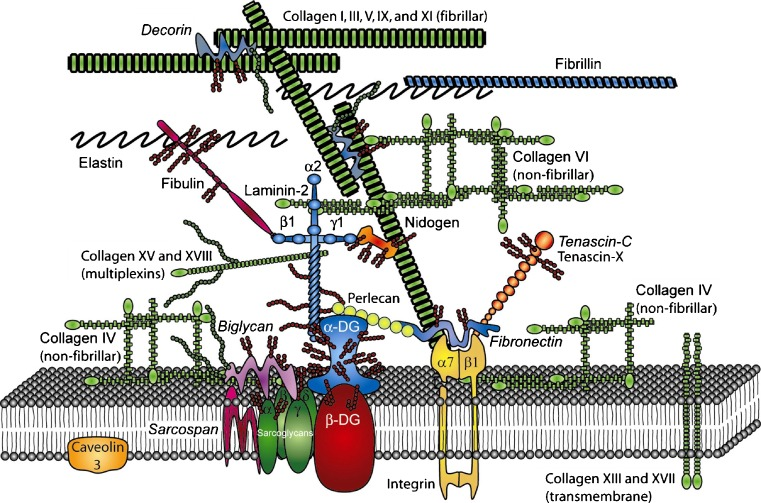 Collagen I, III, V, IX, and XI (fibrillar)
Decorin
Fibrillin
Elastin
Fibulin
α2
Laminin-2
β1
γ1
Collagen VI
(non-fibrillar)
Nidogen
Tenascin-C
Tenascin-X
Collagen XV and XVIII
(multiplexins)
Perlecan
Collagen IV
(non-fibrillar)
Collagen IV
(non-fibrillar)
Biglycan
α-DG
Fibronectin
α7
β1
γ
Sarcospan
Sarcoglycans
β-DG
Caveolin
3
Integrin
Collagen XIII and XVII
(transmembrane)